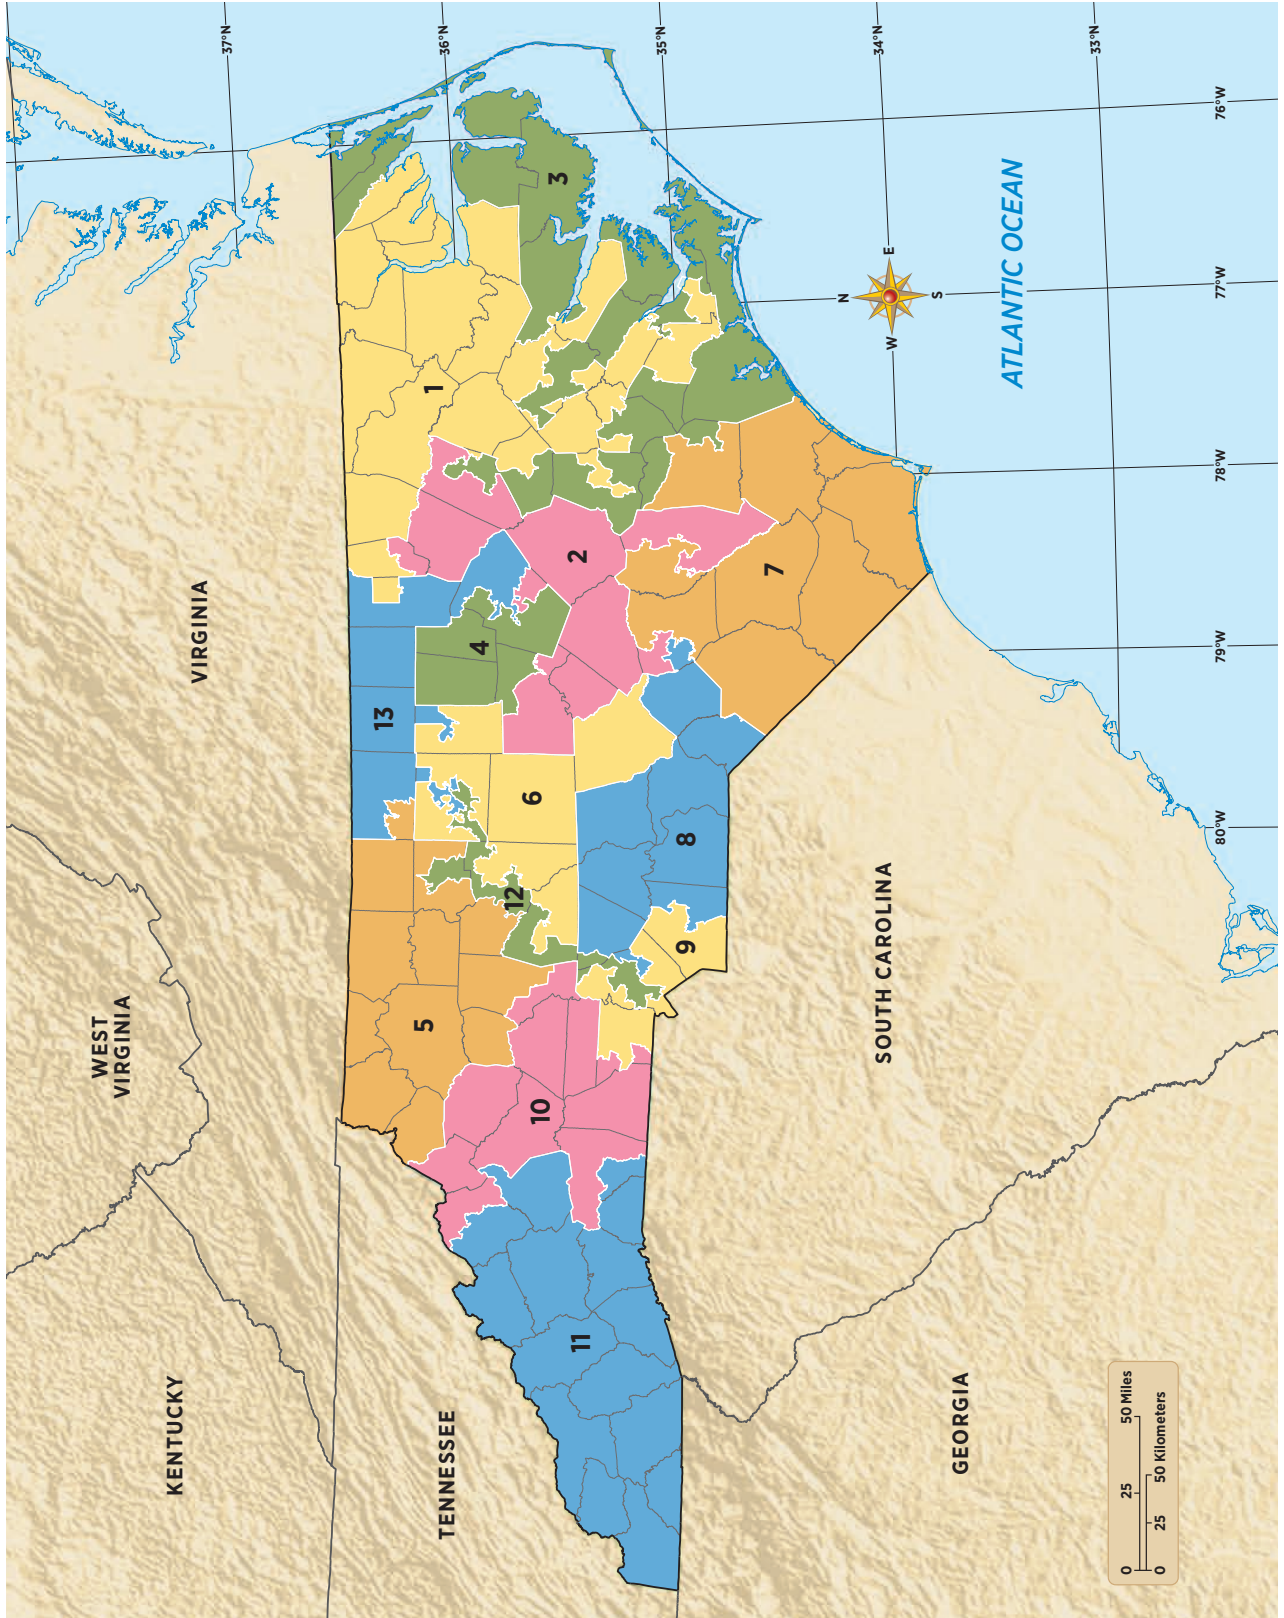 KENTUCKY
WEST
VIRGINIA
VIRGINIA
TENNESSEE
GEORGIA
SOUTH CAROLINA
ATLANTIC OCEAN
1
2
3
4
5
6
7
8
9
10
11
12
13
N
E
S
W
37°N
36°N
35°N
34°N
33°N
80°W
79°W
78°W
77°W
76°W
0 25 50 Miles
0 25 50 Kilometers